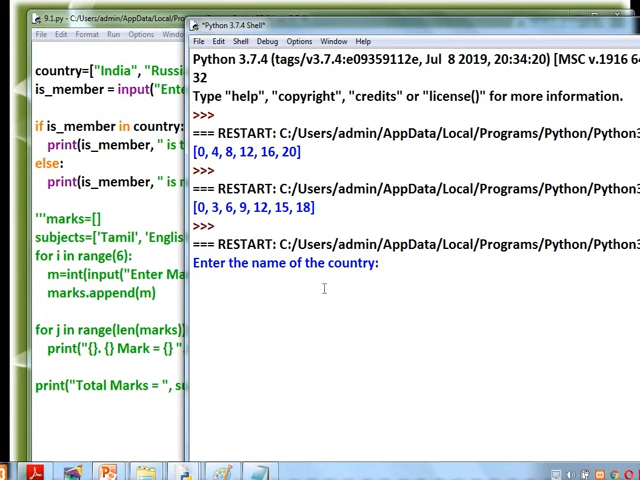 9.1.py - C:/Users/admin/AppData/Local/Pro
File Edit Format Run Options
country=["India", "Russi
is_member = input("Ente
if is_member in country:
print(is_member, " is t
else:
print(is_member, " is
'''marks=[]
subjects=['Tamil', 'Englis
for i in range(6):
m=int(input("Enter Ma
marks.append(m)
for j in range(len(marks))
print("{}. {} Mark = {} "
print("Total Marks = ", su
*Python 3.7.4 Shell*
File Edit Shell Debug Options Window Help
Python 3.7.4 (tags/v3.7.4:e09359112e, Jul 8 2019, 20:34:20) [MSC v.1916 64
32
Type "help", "copyright", "credits" or "license()" for more information.
>>>
=== RESTART: C:/Users/admin/AppData/Local/Programs/Python/Python3
[0, 4, 8, 12, 16, 20]
>>>
=== RESTART: C:/Users/admin/AppData/Local/Programs/Python/Python3
[0, 3, 6, 9, 12, 15, 18]
>>>
=== RESTART: C:/Users/admin/AppData/Local/Programs/Python/Python3
Enter the name of the country: